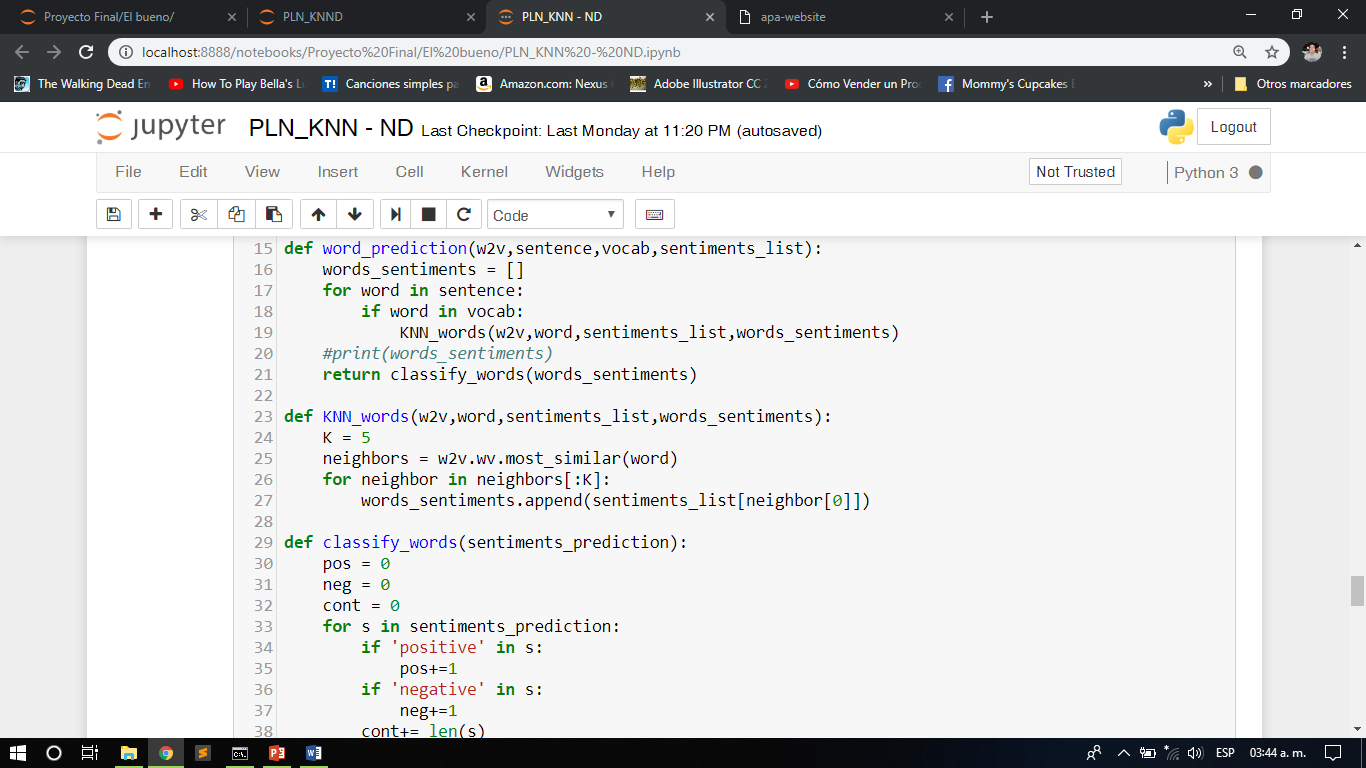 Proyecto Final/El bueno/
PLN_KNND
PLN_KNN - ND
apa-website
localhost:8888/notebooks/Proyecto%20Final/El%20bueno/PLN_KNN%20-%20ND.ipynb
The Walking Dead En
How To Play Bella's Lu
T! Canciones simples pa
Amazon.com: Nexus
Adobe Illustrator CC 2
Cómo Vender un Pro
Mommy's Cupcakes E
»
Otros marcadores
jupyter
PLN_KNN - ND Last Checkpoint: Last Monday at 11:20 PM (autosaved)
Logout
File Edit View Insert Cell Kernel Widgets Help
Not Trusted
Python 3
Code
15 def word_prediction(w2v,sentence,vocab,sentiments_list):
16     words_sentiments = []
17     for word in sentence:
18         if word in vocab:
19             KNN_words(w2v,word,sentiments_list,words_sentiments)
20     #print(words_sentiments)
21     return classify_words(words_sentiments)
22
23 def KNN_words(w2v,word,sentiments_list,words_sentiments):
24     K = 5
25     neighbors = w2v.wv.most_similar(word)
26     for neighbor in neighbors[:K]:
27         words_sentiments.append(sentiments_list[neighbor[0]])
28
29 def classify_words(sentiments_prediction):
30     pos = 0
31     neg = 0
32     cont = 0
33     for s in sentiments_prediction:
34         if 'positive' in s:
35             pos+=1
36         if 'negative' in s:
37             neg+=1
38         cont+= len(s)
ESP
03:44 a. m.